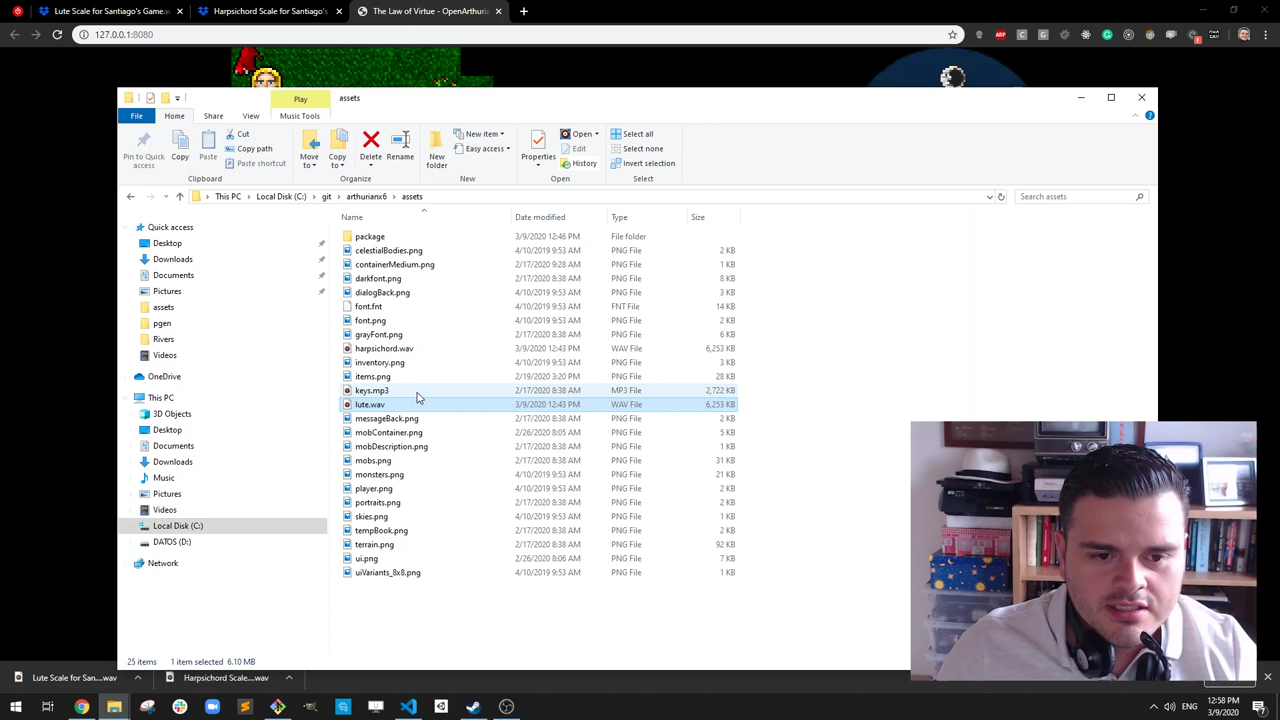 Lute Scale for Santiago's Game.
Harpsichord Scale for Santiago's
The Law of Virtue - OpenArthuri
127.0.0.1:8080
Play
assets
File
Home
Share
View
Music Tools
Pin to Quick access
Copy
Paste
Cut
Copy path
Paste shortcut
Move to
Copy to
Delete
Rename
New folder
New item
Easy access
Properties
Open
Edit
History
Select all
Select none
Invert selection
Clipboard
Organize
New
Open
Select
This PC
Local Disk (C:)
git
arthurianx6
assets
Search assets
Name
Date modified
Type
Size
Quick access
Desktop
Downloads
Documents
Pictures
assets
pgen
Rivers
Videos
OneDrive
This PC
3D Objects
Desktop
Documents
Downloads
Music
Pictures
Videos
Local Disk (C:)
DATOS (D:)
Network
package 3/9/2020 12:46 PM File folder
celestialBodies.png 4/10/2019 9:53 AM PNG File 2 KB
containerMedium.png 2/17/2020 9:28 AM PNG File 1 KB
darkfont.png 2/17/2020 8:38 AM PNG File 8 KB
dialogBack.png 4/10/2019 9:53 AM PNG File 3 KB
font.fnt 4/10/2019 9:53 AM FNT File 14 KB
font.png 4/10/2019 9:53 AM PNG File 2 KB
grayFont.png 2/17/2020 8:38 AM PNG File 6 KB
harpsichord.wav 3/9/2020 12:43 PM WAV File 6,253 KB
inventory.png 4/10/2019 9:53 AM PNG File 3 KB
items.png 2/19/2020 3:20 PM PNG File 28 KB
keys.mp3 2/17/2020 8:38 AM MP3 File 2,722 KB
lute.wav 3/9/2020 12:43 PM WAV File 6,253 KB
messageBack.png 2/17/2020 8:38 AM PNG File 2 KB
mobContainer.png 2/26/2020 8:05 AM PNG File 5 KB
mobDescription.png 2/17/2020 8:38 AM PNG File 1 KB
mobs.png 2/17/2020 8:38 AM PNG File 31 KB
monsters.png 4/10/2019 9:53 AM PNG File 21 KB
player.png 4/10/2019 9:53 AM PNG File 2 KB
portraits.png 2/17/2020 8:38 AM PNG File 2 KB
skies.png 4/10/2019 9:53 AM PNG File 1 KB
tempBook.png 2/17/2020 8:38 AM PNG File 2 KB
terrain.png 2/17/2020 8:38 AM PNG File 92 KB
ui.png 2/26/2020 8:06 AM PNG File 7 KB
uiVariants_8x8.png 4/10/2019 9:53 AM PNG File 1 KB
25 items 1 item selected 6.10 MB
Lute Scale for San....wav
Harpsichord Scale....wav
ENG
12:58 PM
3/9/2020